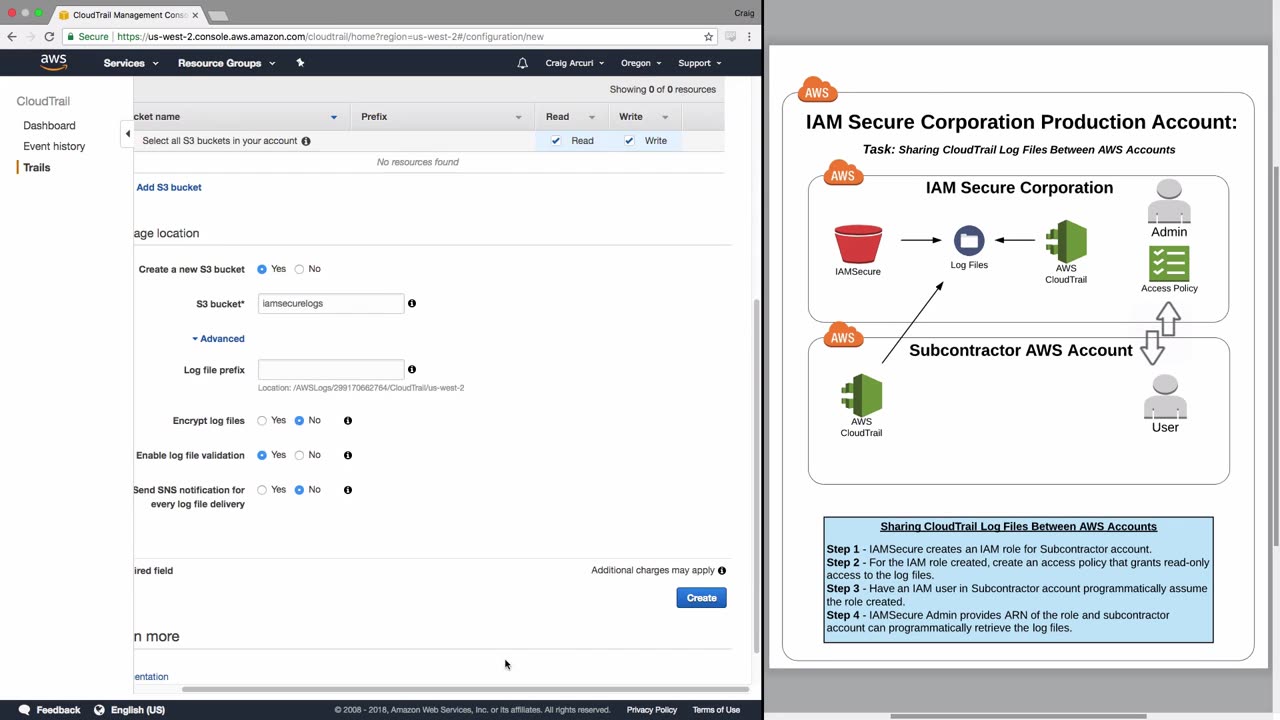 CloudTrail Management Conso
Craig
Secure | https://us-west-2.console.aws.amazon.com/cloudtrail/home?region=us-west-2#/configuration/new
aws
Services
Resource Groups
Craig Arcuri
Oregon
Support
CloudTrail
Dashboard
Event history
Trails
Showing 0 of 0 resources
cket name
Prefix
Read
Write
Select all S3 buckets in your account
Read
Write
No resources found
Add S3 bucket
age location
Create a new S3 bucket
Yes
No
S3 bucket*
iamsecurelogs
Advanced
Log file prefix
Location: /AWSLogs/299170662764/CloudTrail/us-west-2
Encrypt log files
Yes
No
Enable log file validation
Yes
No
Send SNS notification for
every log file delivery
Yes
No
ired field
Additional charges may apply
Create
n more
entation
Feedback
English (US)
© 2008 - 2018, Amazon Web Services, Inc. or its affiliates. All rights reserved.
Privacy Policy
Terms of Use
AWS
IAM Secure Corporation Production Account:
Task: Sharing CloudTrail Log Files Between AWS Accounts
AWS
IAM Secure Corporation
IAMSecure
Log Files
AWS
CloudTrail
Admin
Access Policy
AWS
Subcontractor AWS Account
AWS
CloudTrail
User
Sharing CloudTrail Log Files Between AWS Accounts
Step 1 - IAMSecure creates an IAM role for Subcontractor account.
Step 2 - For the IAM role created, create an access policy that grants read-only
access to the log files.
Step 3 - Have an IAM user in Subcontractor account programmatically assume
the role created.
Step 4 - IAMSecure Admin provides ARN of the role and subcontractor
account can programmatically retrieve the log files.